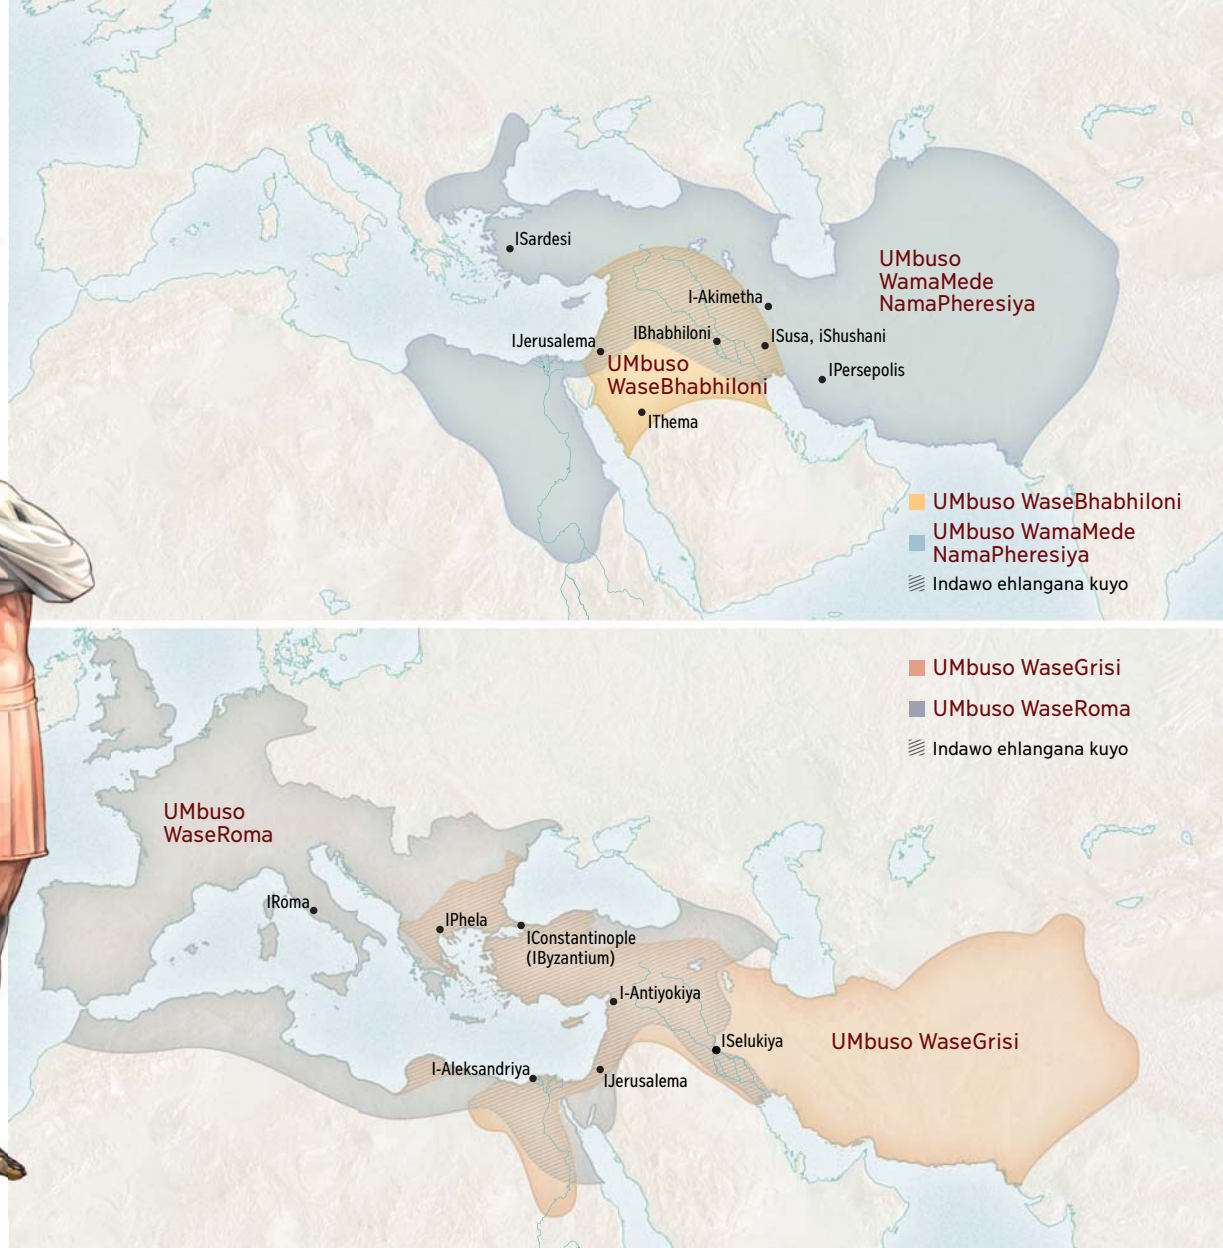 ISardesi
UMbuso
WamaMede
NamaPheresiya
I-Akimetha
IBhabhiloni
ISusa, iShushani
IJerusalema
UMbuso
WaseBhabhiloni
IPersepolis
IThema
UMbuso WaseBhabhiloni
UMbuso WamaMede
NamaPheresiya
Indawo ehlangana kuyo
UMbuso WaseGrisi
UMbuso WaseRoma
Indawo ehlangana kuyo
UMbuso
WaseRoma
IRoma
IPhela
IConstantinople
(IByzantium)
I-Antiyokiya
ISelukiya
UMbuso WaseGrisi
I-Aleksandriya
IJerusalema